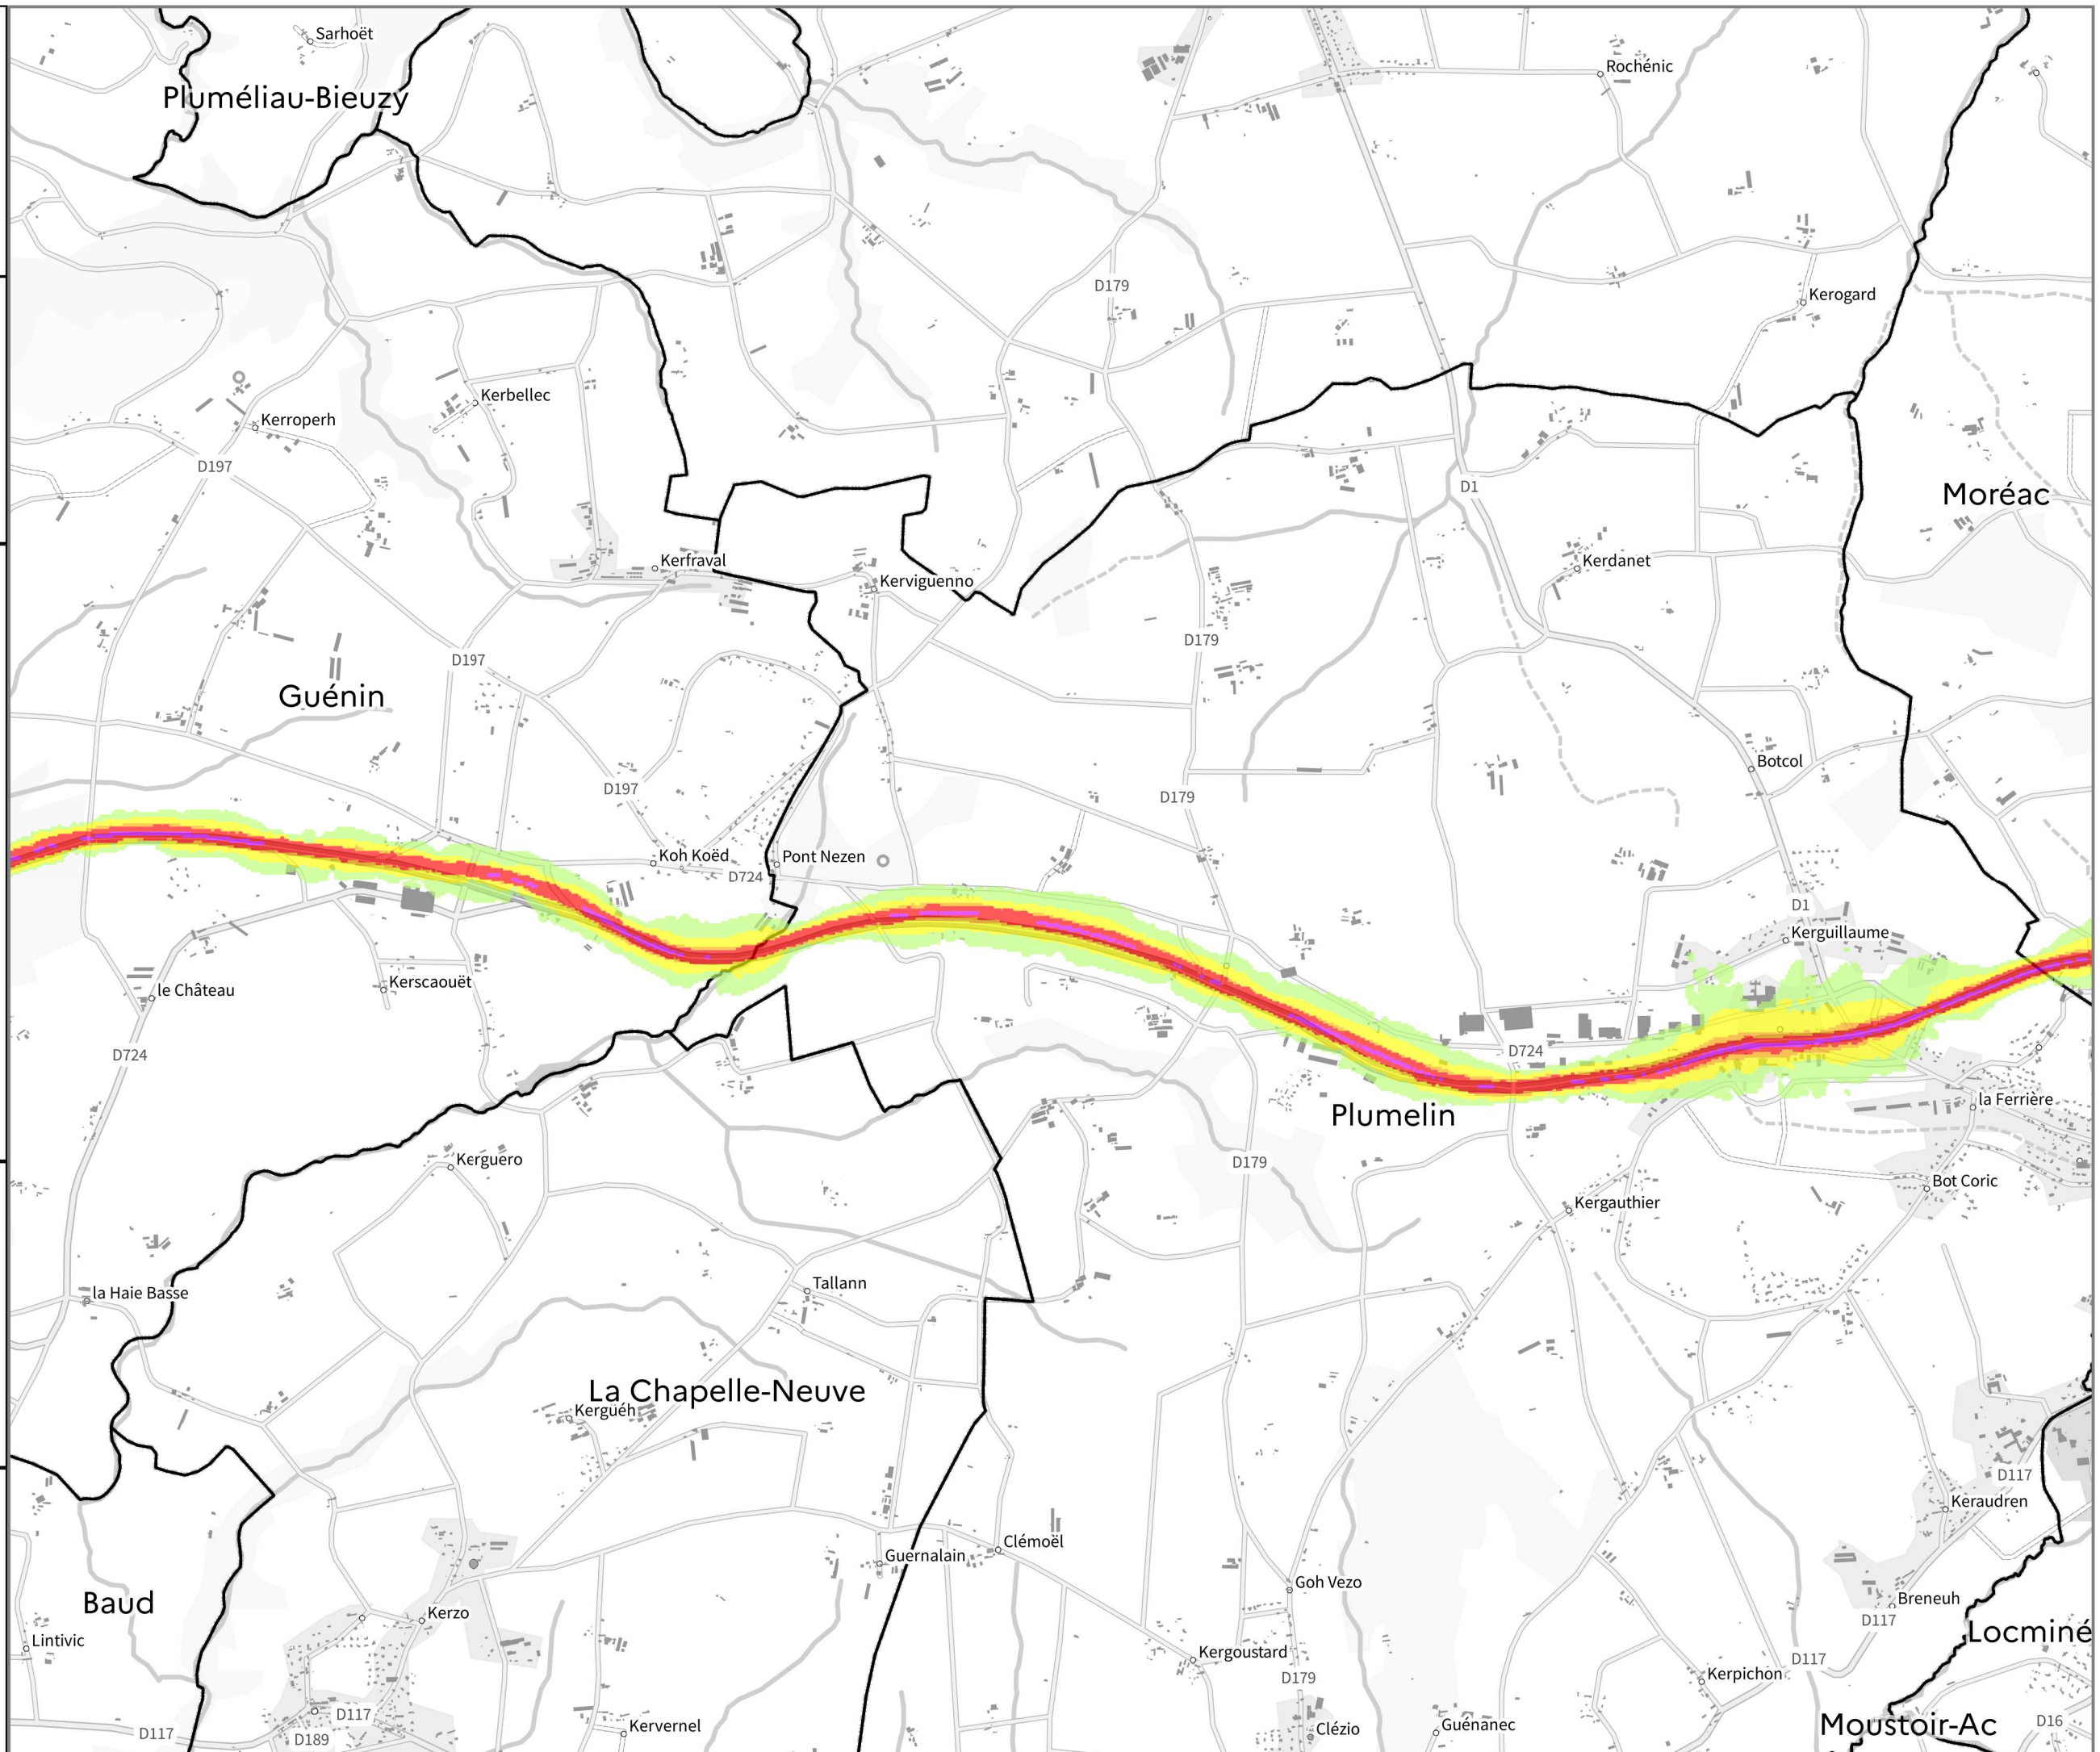 Sarhoët
Rochénic
Pluméliau-Bieuzy
D179
Kerogard
Kerbellec
Kerroperh
D197
D1
Moréac
Kerfraval
Kerdanet
Kerviguenno
D179
D197
Guénin
Botcol
D197
D179
Koh Koëd
Pont Nezen
D724
D1
Kerguillaume
Kerscaouët
le Château
D724
D724
la Ferrière
Plumelin
Kerguero
D179
Bot Coric
Kergauthier
Tallann
la Haie Basse
La Chapelle-Neuve
Kergüéh
D117
Keraudren
Clémoël
Guernalain
Goh Vezo
Baud
Breneuh
Kerzo
D117
Locminé
Lintivic
Kergoustard
D117
Kerpichon
D179
D117
Kervernel
Clézio
Guénanec
Moustoir-Ac
D16
D117
D189